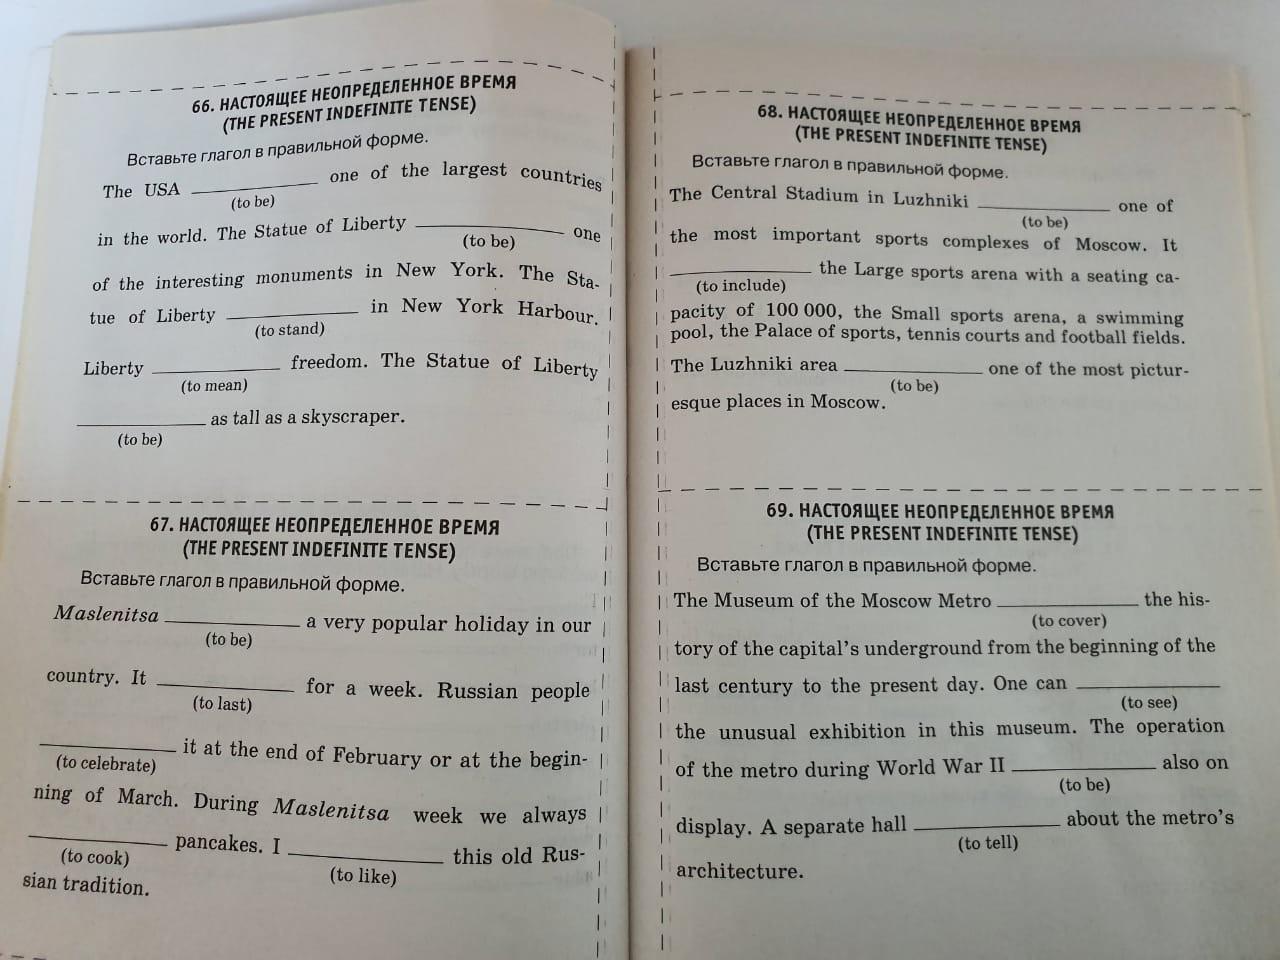 66. НАСТОЯЩЕЕ НЕОПРЕДЕЛЕННОЕ ВРЕМЯ
(THE PRESENT INDEFINITE TENSE)
Вставьте глагол в правильной форме.
The USA ____________ one of the largest countries
(to be)
in the world. The Statue of Liberty ____________ one
(to be)
of the interesting monuments in New York. The Sta-
tue of Liberty ____________ in New York Harbour.
(to stand)
Liberty ____________ freedom. The Statue of Liberty
(to mean)
____________ as tall as a skyscraper.
(to be)
67. НАСТОЯЩЕЕ НЕОПРЕДЕЛЕННОЕ ВРЕМЯ
(THE PRESENT INDEFINITE TENSE)
Вставьте глагол в правильной форме.
Maslenitsa ____________ a very popular holiday in our
(to be)
country. It ____________ for a week. Russian people
(to last)
____________ it at the end of February or at the begin-
(to celebrate)
ning of March. During Maslenitsa week we always
____________ pancakes. I ____________ this old Rus-
(to cook) (to like)
sian tradition.
68. НАСТОЯЩЕЕ НЕОПРЕДЕЛЕННОЕ ВРЕМЯ
(THE PRESENT INDEFINITE TENSE)
Вставьте глагол в правильной форме.
The Central Stadium in Luzhniki ____________ one of
(to be)
the most important sports complexes of Moscow. It
____________ the Large sports arena with a seating ca-
(to include)
pacity of 100 000, the Small sports arena, a swimming
pool, the Palace of sports, tennis courts and football fields.
The Luzhniki area ____________ one of the most pictur-
(to be)
esque places in Moscow.
69. НАСТОЯЩЕЕ НЕОПРЕДЕЛЕННОЕ ВРЕМЯ
(THE PRESENT INDEFINITE TENSE)
Вставьте глагол в правильной форме.
The Museum of the Moscow Metro ____________ the his-
(to cover)
tory of the capital's underground from the beginning of the
last century to the present day. One can ____________
(to see)
the unusual exhibition in this museum. The operation
of the metro during World War II ____________ also on
(to be)
display. A separate hall ____________ about the metro's
(to tell)
architecture.